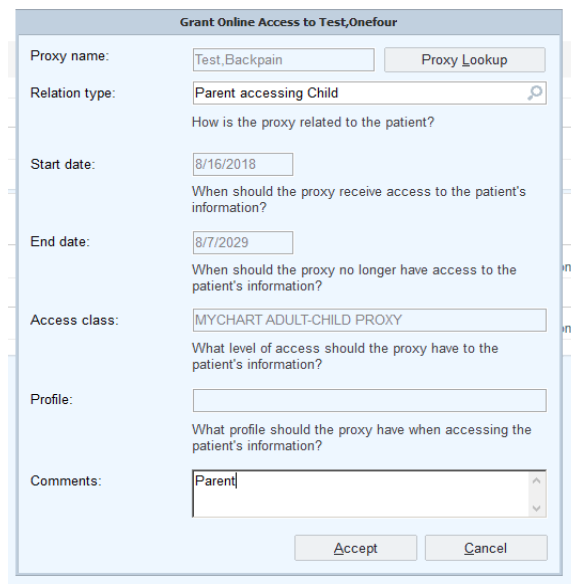 Grant Online Access to Test,Onefour
Proxy name: Test,Backpain Proxy Lookup
Relation type: Parent accessing Child
How is the proxy related to the patient?
Start date: 8/16/2018
When should the proxy receive access to the patient's
information?
End date: 8/7/2029
When should the proxy no longer have access to the
patient's information?
Access class: MYCHART ADULT-CHILD PROXY
What level of access should the proxy have to the
patient's information?
Profile:
What profile should the proxy have when accessing the
patient's information?
Comments: Parent
Accept Cancel